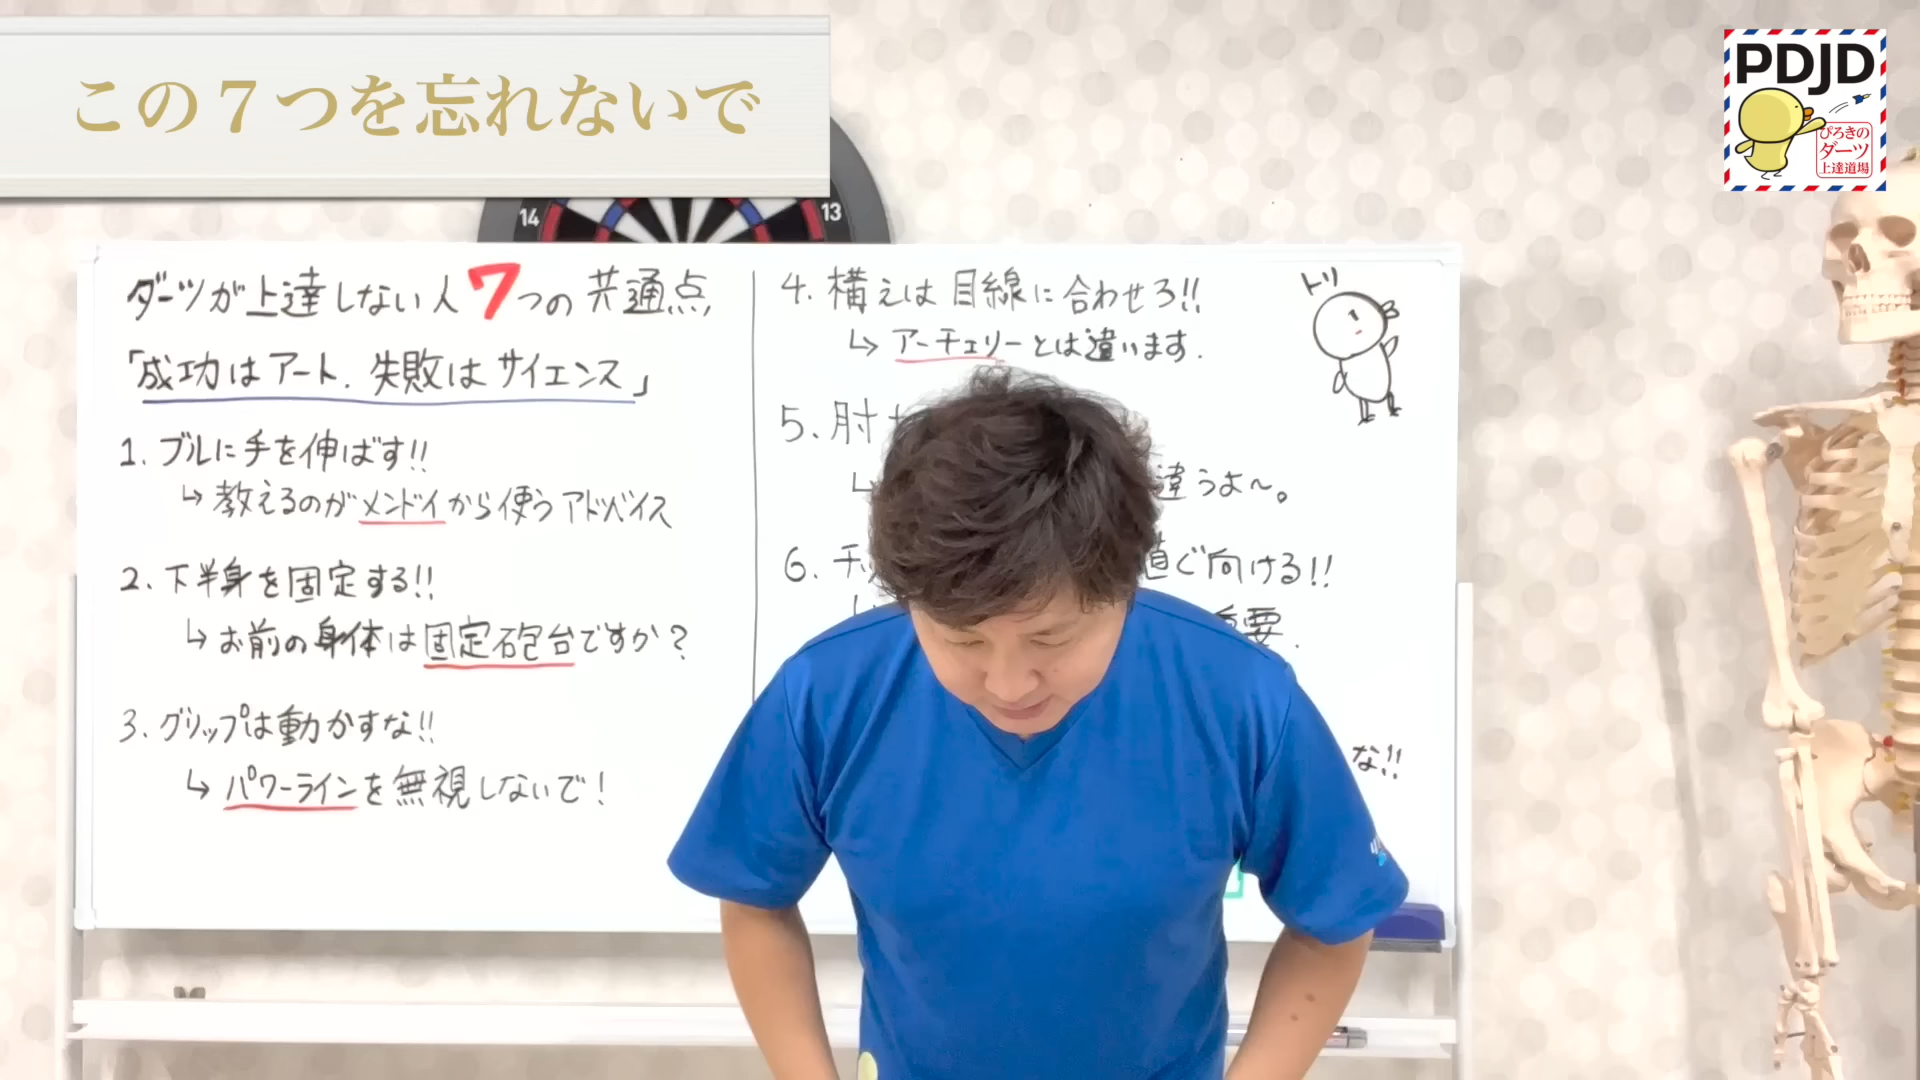 この7つを忘れないで
PDJD
ぴろきの
ダーツ
上達道場
14
13
ダーツが上達しない人7つの共通点
「成功はアート、失敗はサイエンス」
1. ブルに手を伸ばす!!
↳ 教えるのがメンドイから使うアドバイス
2. 下半身を固定する!!
↳ お前の身体は固定砲台ですか?
3. グリップは動かすな!!
↳ パワーラインを無視しないで!
4. 構えは目線に合わせろ!!
↳ アーチェリーとは違います.
トリ
5. 肘
違うよ〜。
6. チ
直ぐ向ける!!
重要.
な!!